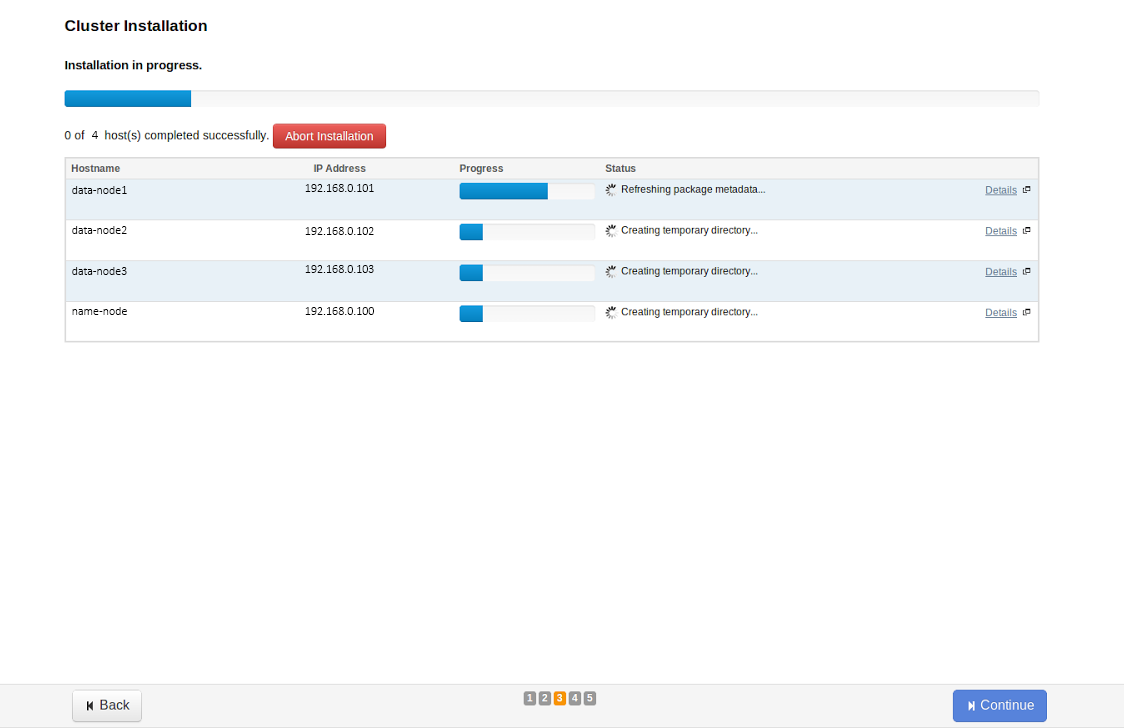 Cluster Installation
Installation in progress.
0 of 4 host(s) completed successfully. Abort Installation
Hostname IP Address Progress Status
data-node1 192.168.0.101 Refreshing package metadata... Details
data-node2 192.168.0.102 Creating temporary directory... Details
data-node3 192.168.0.103 Creating temporary directory... Details
name-node 192.168.0.100 Creating temporary directory... Details
Back 1 2 3 4 5 Continue